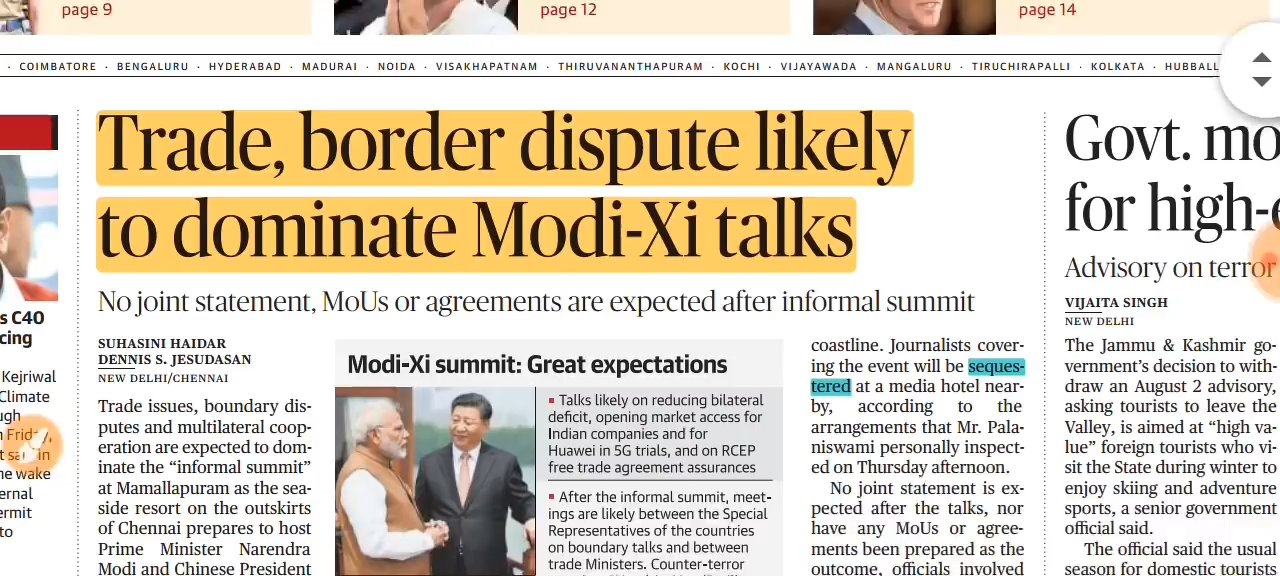 page 9
page 12
page 14
· COIMBATORE · BENGALURU · HYDERABAD · MADURAI · NOIDA · VISAKHAPATNAM · THIRUVANANTHAPURAM · KOCHI · VIJAYAWADA · MANGALURU · TIRUCHIRAPALLI · KOLKATA · HUBBALL
s C40
cing
Kejriwal
Climate
ugh
n Friday,
t said in
he wake
ernal
ermit
to
Trade, border dispute likely
to dominate Modi-Xi talks
No joint statement, MoUs or agreements are expected after informal summit
SUHASINI HAIDAR
DENNIS S. JESUDASAN
NEW DELHI/CHENNAI
Trade issues, boundary dis-
putes and multilateral coop-
eration are expected to dom-
inate the “informal summit”
at Mamallapuram as the sea-
side resort on the outskirts
of Chennai prepares to host
Prime Minister Narendra
Modi and Chinese President
Modi-Xi summit: Great expectations
▪ Talks likely on reducing bilateral
deficit, opening market access for
Indian companies and for
Huawei in 5G trials, and on RCEP
free trade agreement assurances
▪ After the informal summit, meet-
ings are likely between the Special
Representatives of the countries
on boundary talks and between
trade Ministers. Counter-terror
coastline. Journalists cover-
ing the event will be seques-
tered at a media hotel near-
by, according to the
arrangements that Mr. Pala-
niswami personally inspect-
ed on Thursday afternoon.
No joint statement is ex-
pected after the talks, nor
have any MoUs or agree-
ments been prepared as the
outcome, officials involved
Govt. mo
for high-e
Advisory on terror
VIJAITA SINGH
NEW DELHI
The Jammu & Kashmir go-
vernment’s decision to with-
draw an August 2 advisory,
asking tourists to leave the
Valley, is aimed at “high va-
lue” foreign tourists who vi-
sit the State during winter to
enjoy skiing and adventure
sports, a senior government
official said.
The official said the usual
season for domestic tourists